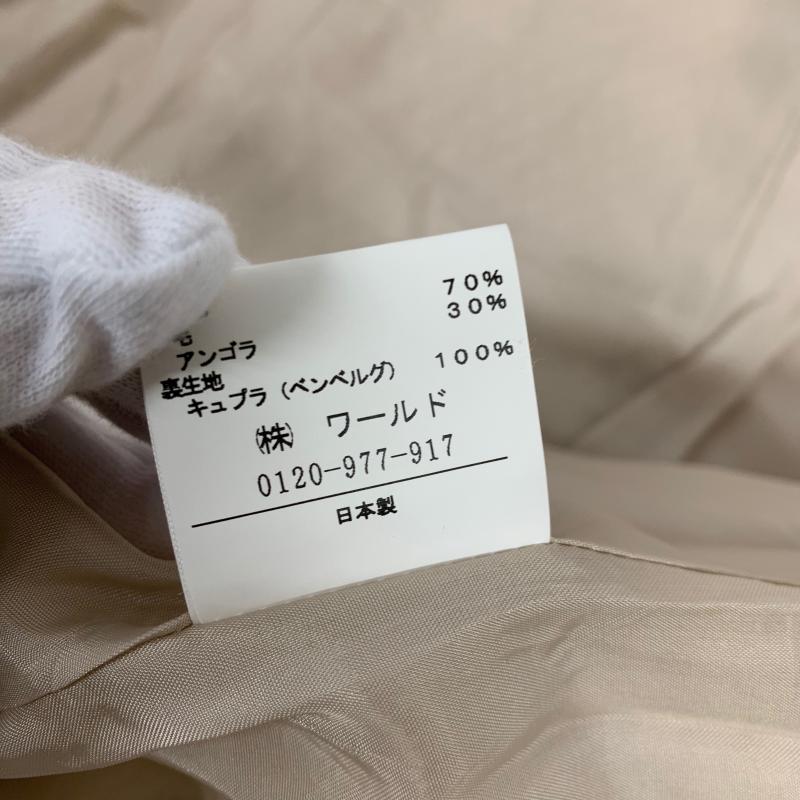 毛 70%
アンゴラ 30%
裏生地
キュプラ(ベンベルグ) 100%
㈱ ワールド
0120-977-917
日本製